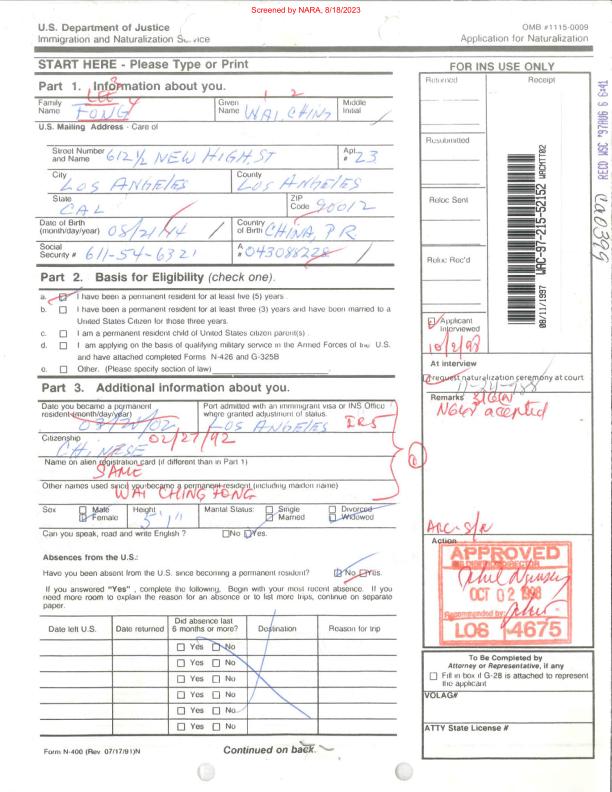 Screened by NARA, 8/18/2023
U.S. Department of Justice
Immigration and Naturalization Service
OMB #1115-0009
Application for Naturalization
START HERE - Please Type or Print
Part 1. Information about you.
Family Name
LEE 3
FONG 4
Given Name
1 2
WAI, CHING
Middle Initial
U.S. Mailing Address - Care of
Street Number and Name
612 1/2 NEW HIGH, ST
Apt. # 23
City
LOS ANGELES
County
LOS ANGELES
State
CAL
ZIP Code 90012
Date of Birth (month/day/year) 08/21/44
Country of Birth CHINA, P R
Social Security # 611-54-6321
A # 043088228
Part 2. Basis for Eligibility (check one).
a. I have been a permanent resident for at least five (5) years
b. I have been a permanent resident for at least three (3) years and have been married to a
United States Citizen for those three years.
c. I am a permanent resident child of United States citizen parent(s)
d. I am applying on the basis of qualifying military service in the Armed Forces of the U.S.
and have attached completed Forms N-426 and G-325B
e. Other. (Please specify section of law)
Part 3. Additional information about you.
Date you became a permanent resident (month/day/year)
Port admitted with an immigrant visa or INS Office
where granted adjustment of status.
LOS ANGELES
IR5
Citizenship
02/27/92
CHINESE
Name on alien registration card (if different than in Part 1)
SAME
Other names used since you became a permanent resident (including maiden name)
WAI CHING FONG
Sex
Male
Female
Height
5'1"
Marital Status:
Single
Married
Divorced
Widowed
Can you speak, read and write English ?
No Yes.
Absences from the U.S.:
Have you been absent from the U.S. since becoming a permanent resident?
No Yes.
If you answered "Yes" , complete the following. Begin with your most recent absence. If you
need more room to explain the reason for an absence or to list more trips, continue on separate
paper.
Date left U.S.
Date returned
Did absence last 6 months or more?
Destination
Reason for trip
Yes No
Yes No
Yes No
Yes No
Yes No
Yes No
Form N-400 (Rev 07/17/91)N
Continued on back.
FOR INS USE ONLY
Returned
Receipt
Resubmitted
Reloc Sent
Reloc Rec'd
08/11/1997 WAC-97-215-52152 WACMTT02
RECD WSC '97AUG 6 6:41
Applicant Interviewed
10/2/98
At interview
request naturalization ceremony at court
Remarks
SIGN
accepted
Action
APPROVED
OCT 02 1998
Recommended by:
LOS 4675
To Be Completed by
Attorney or Representative, if any
Fill in box if G-28 is attached to represent
the applicant
VOLAG#
ATTY State License #